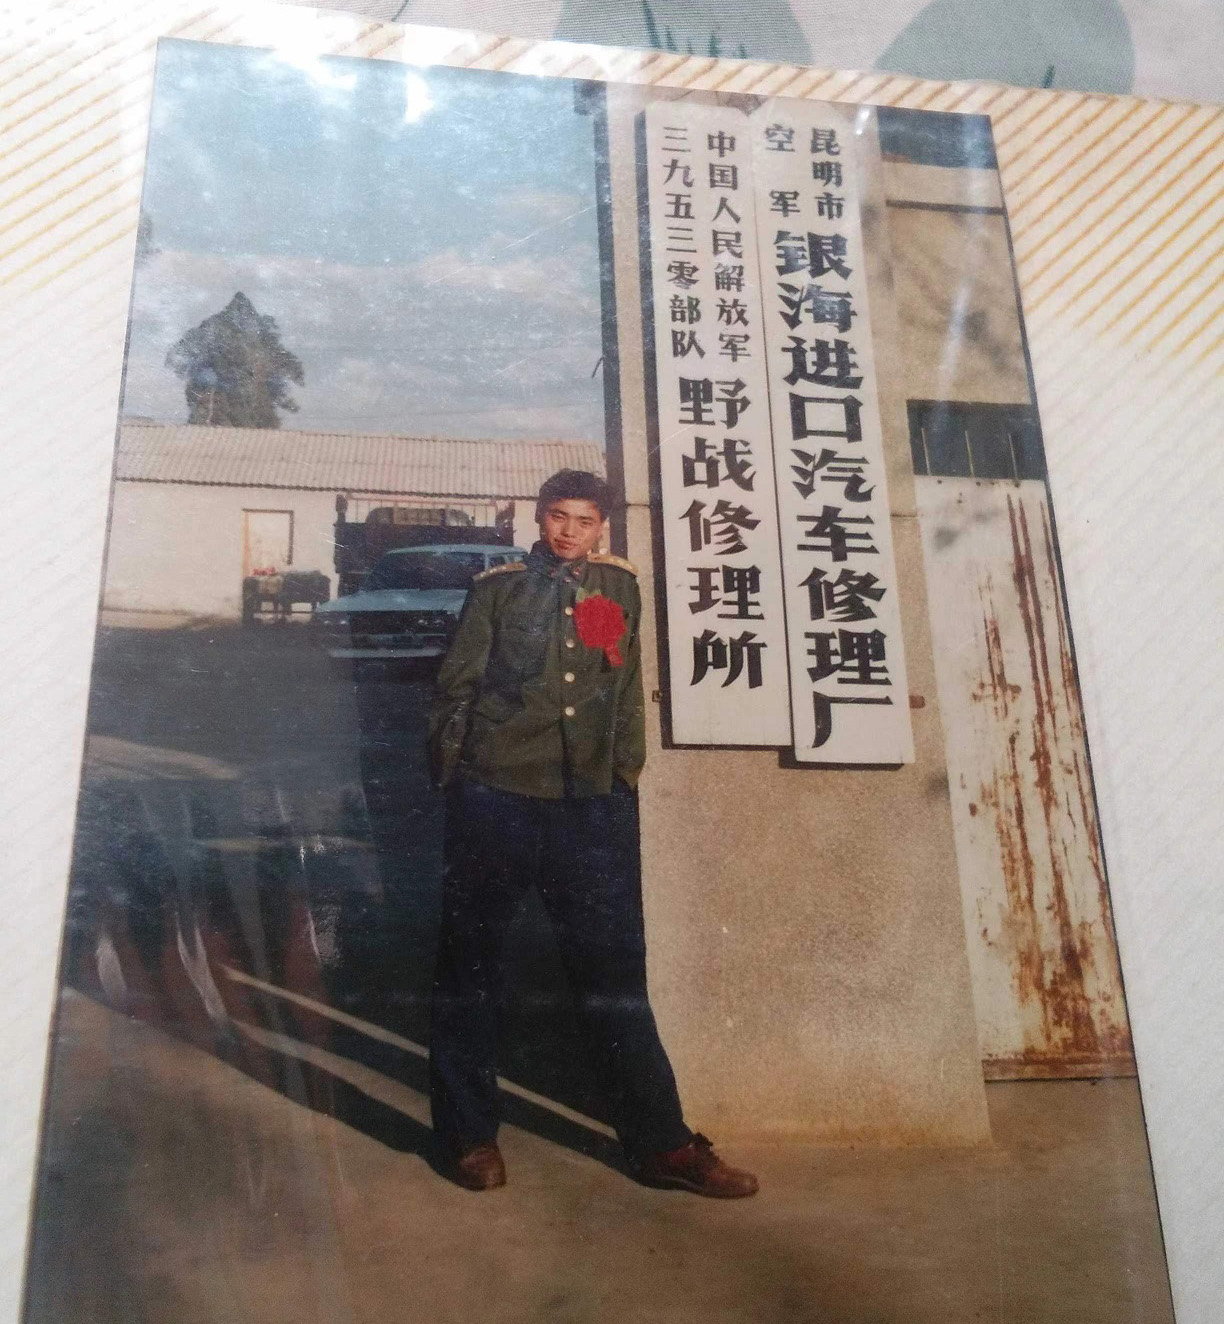 昆明市
空军
银海进口汽车修理厂
中国人民解放军
三九五三零部队
野战修理所